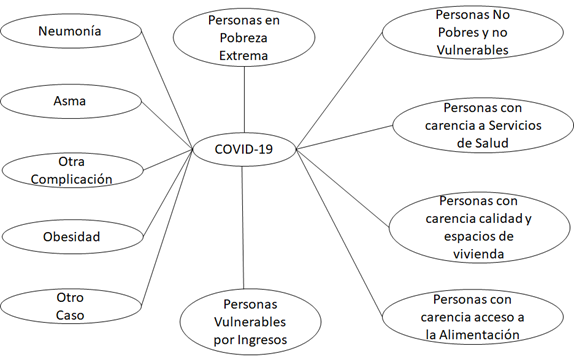 Neumonía
Asma
Otra
Complicación
Obesidad
Otro
Caso
Personas en
Pobreza
Extrema
COVID-19
Personas
Vulnerables
por Ingresos
Personas No
Pobres y no
Vulnerables
Personas con
carencia a Servicios
de Salud
Personas con
carencia calidad y
espacios de
vivienda
Personas con
carencia acceso a
la Alimentación